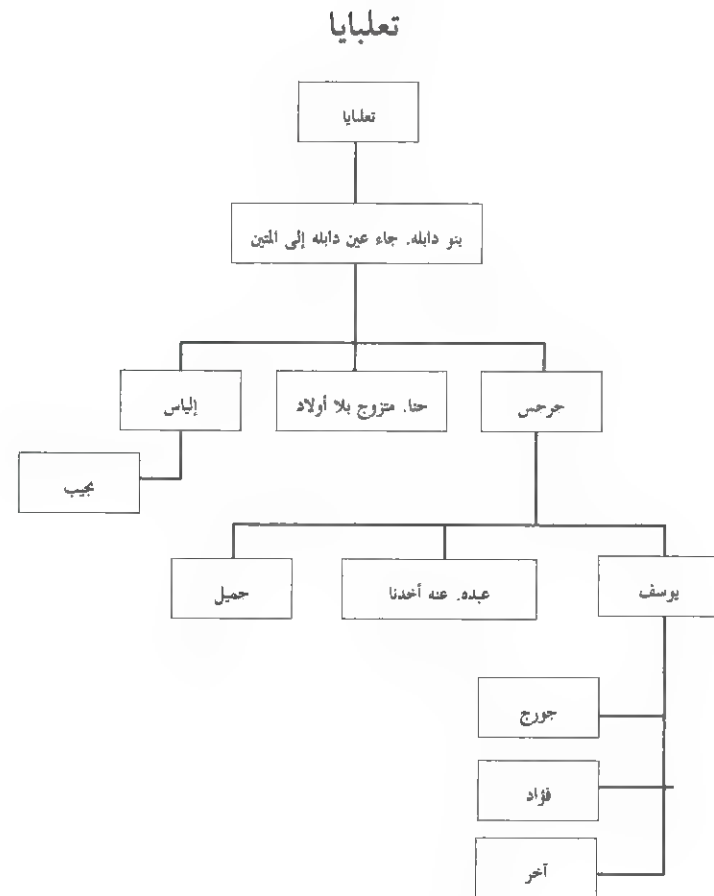 تعلبايا
تعلبايا
بنو دابله. جاء عين دابله إلى المتين
جرجس
حنا. متزوج بلا أولاد
إلياس
نجيب
يوسف
عبده. عنه أخذنا
جميل
جورج
فؤاد
آخر